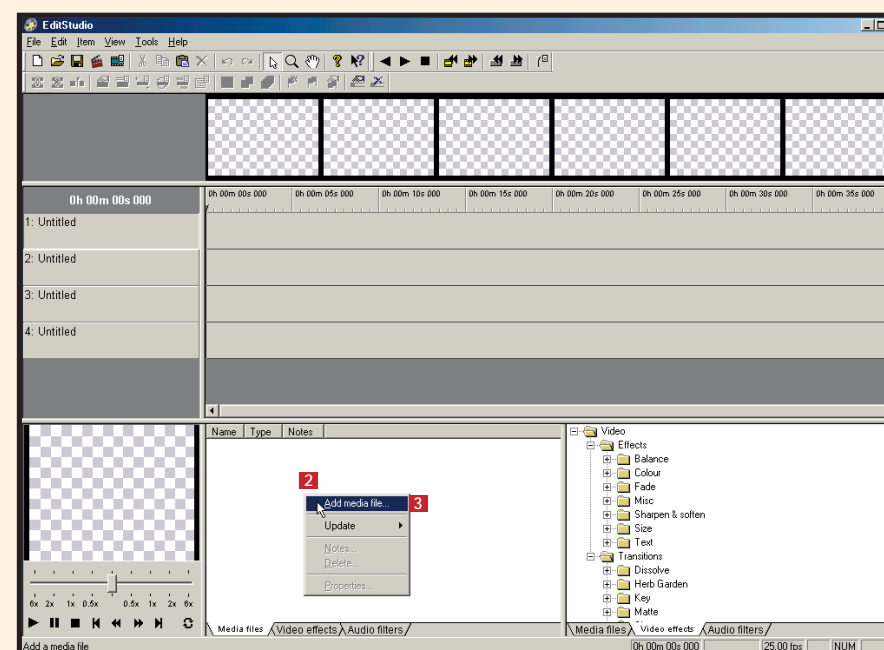 EditStudio
File Edit Item View Tools Help
0h 00m 00s 000
0h 00m 00s 000 0h 00m 05s 000 0h 00m 10s 000 0h 00m 15s 000 0h 00m 20s 000 0h 00m 25s 000 0h 00m 30s 000 0h 00m 35s 000
1: Untitled
2: Untitled
3: Untitled
4: Untitled
Name Type Notes
2
Add media file...
3
Update
Notes...
Delete...
Properties...
Video
Effects
Balance
Colour
Fade
Misc
Sharpen & soften
Size
Text
Transitions
Dissolve
Herb Garden
Key
Matte
6x 2x 1x 0.5x 0.5x 1x 2x 6x
Media files Video effects Audio filters
Media files Video effects Audio filters
Add a media file
0h 00m 00s 000 25.00 fps NUM